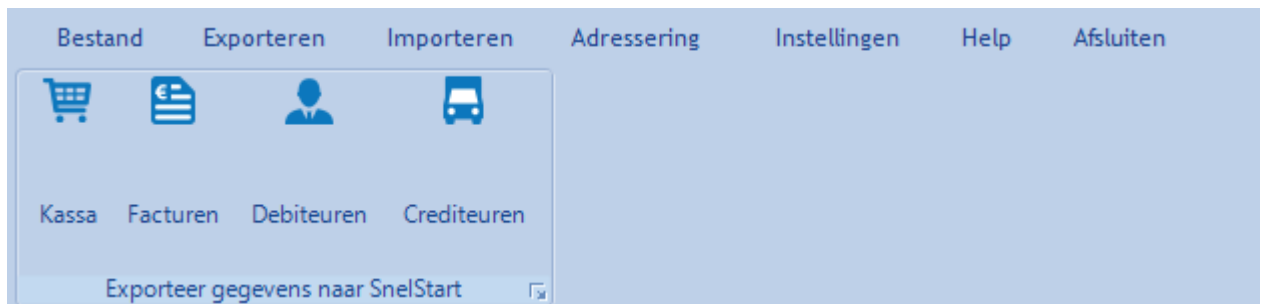 Bestand Exporteren Importeren Adressering Instellingen Help Afsluiten
€
Kassa Facturen Debiteuren Crediteuren
Exporteer gegevens naar SnelStart